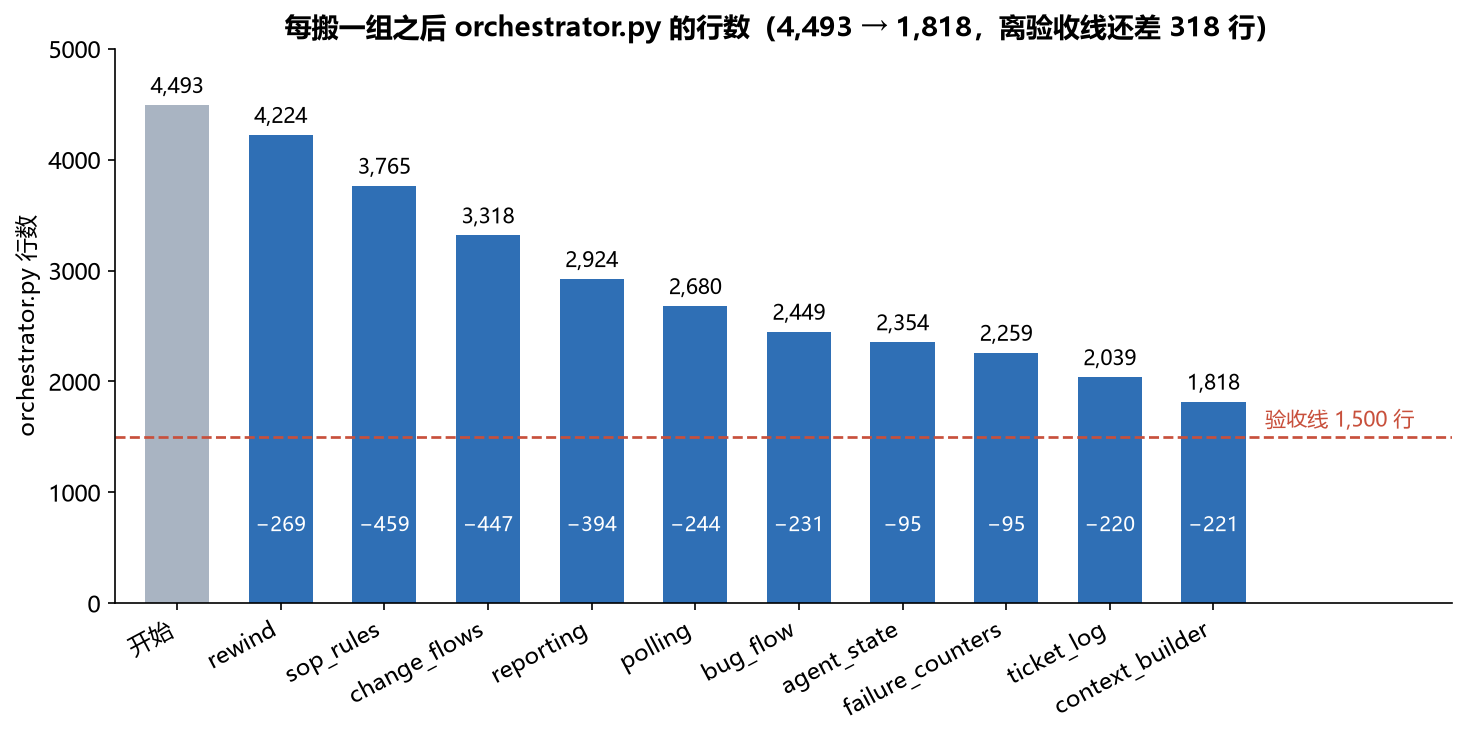 每搬一组之后 orchestrator.py 的行数（4,493 → 1,818，离验收线还差 318 行）
orchestrator.py 行数
5000
4000
3000
2000
1000
0
4,493
4,224
3,765
3,318
2,924
2,680
2,449
2,354
2,259
2,039
1,818
验收线 1,500 行
−269
−459
−447
−394
−244
−231
−95
−95
−220
−221
开始
rewind
sop_rules
change_flows
reporting
polling
bug_flow
agent_state
failure_counters
ticket_log
context_builder